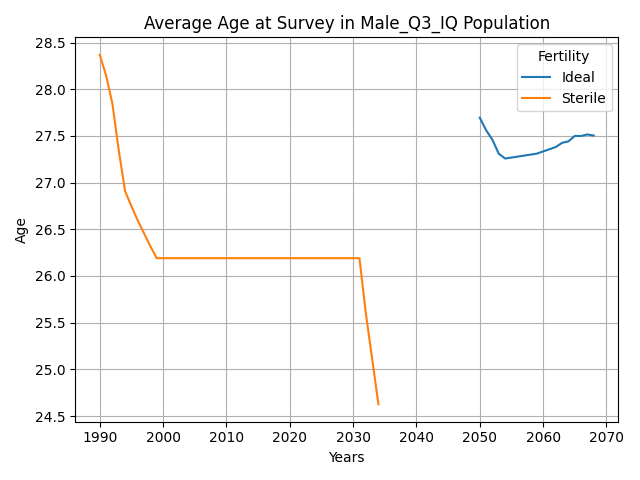 Average Age at Survey in Male_Q3_IQ Population
Fertility
Ideal
Sterile
28.5
28.0
27.5
27.0
26.5
26.0
25.5
25.0
24.5
Age
1990 2000 2010 2020 2030 2040 2050 2060 2070
Years